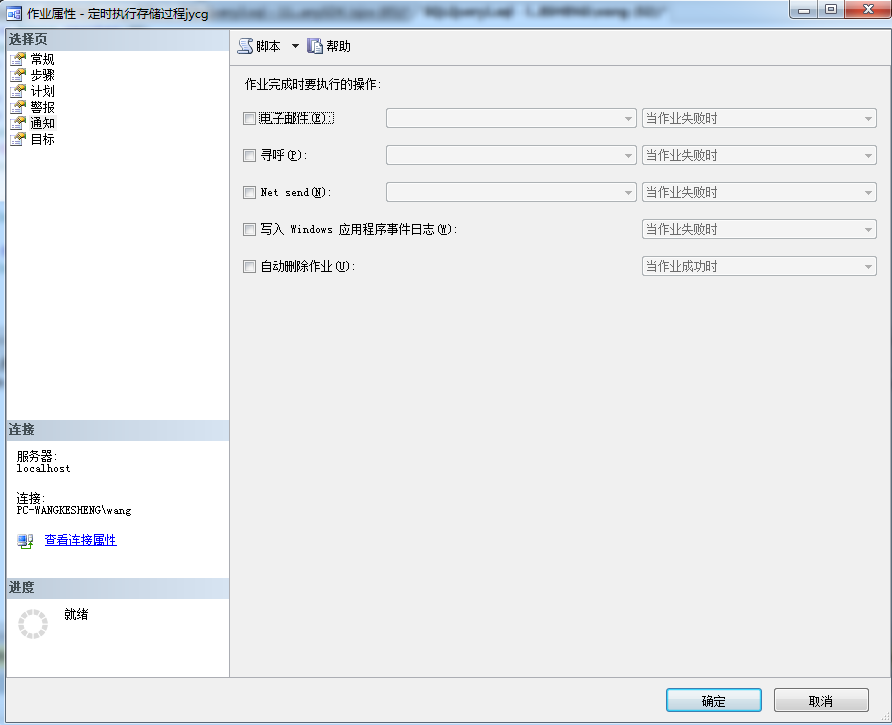 作业属性 - 定时执行存储过程jycg
选择页
常规
步骤
计划
警报
通知
目标
脚本
帮助
作业完成时要执行的操作:
电子邮件(E):
当作业失败时
寻呼(P):
当作业失败时
Net send(N):
当作业失败时
写入 Windows 应用程序事件日志(W):
当作业失败时
自动删除作业(U):
当作业成功时
连接
服务器:
localhost
连接:
PC-WANGKESHENG\wang
查看连接属性
进度
就绪
确定
取消